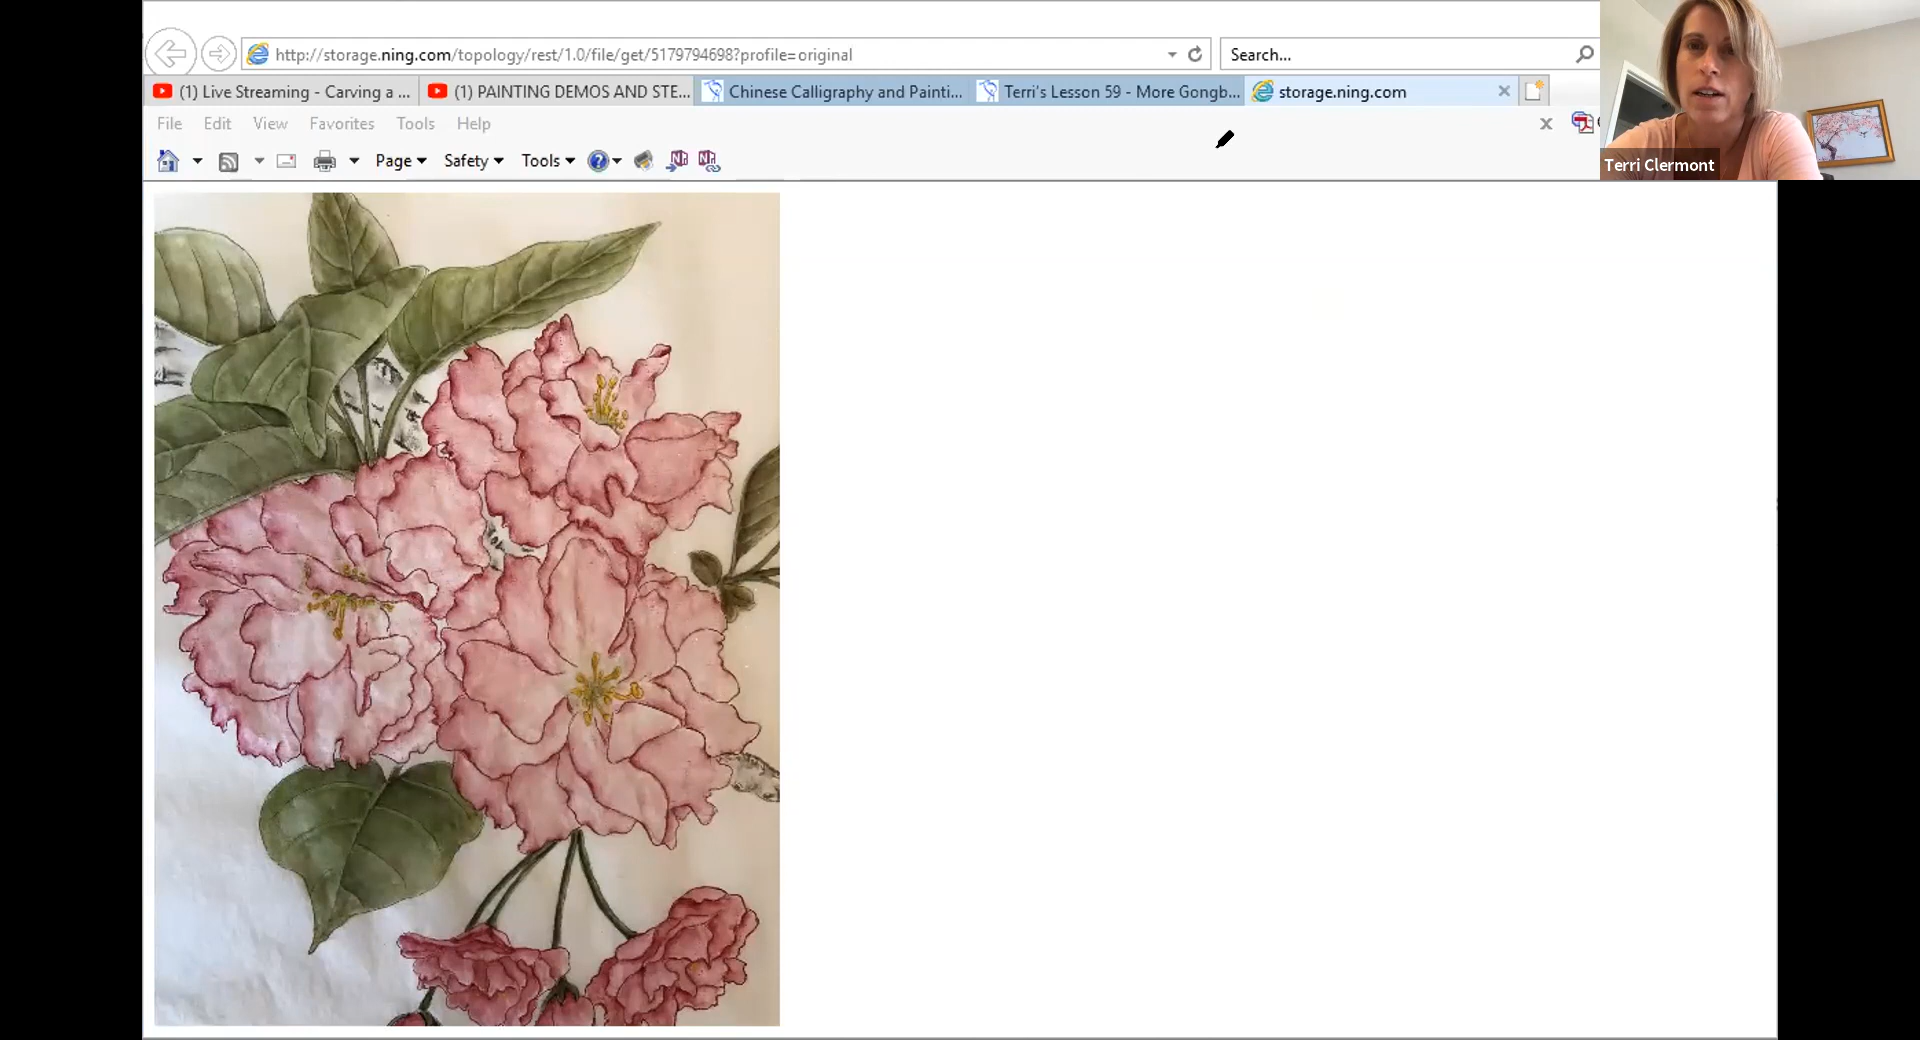 http://storage.ning.com/topology/rest/1.0/file/get/5179794698?profile=original
Search...
(1) Live Streaming - Carving a ...
(1) PAINTING DEMOS AND STE...
Chinese Calligraphy and Painti...
Terri's Lesson 59 - More Gongb...
storage.ning.com
File Edit View Favorites Tools Help
Page Safety Tools
Terri Clermont